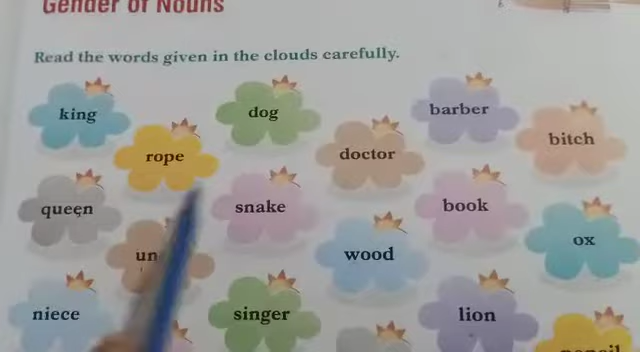 Gender of Nouns
Read the words given in the clouds carefully.
king
dog
barber
rope
doctor
bitch
queen
snake
book
wood
ox
niece
singer
lion
pencil